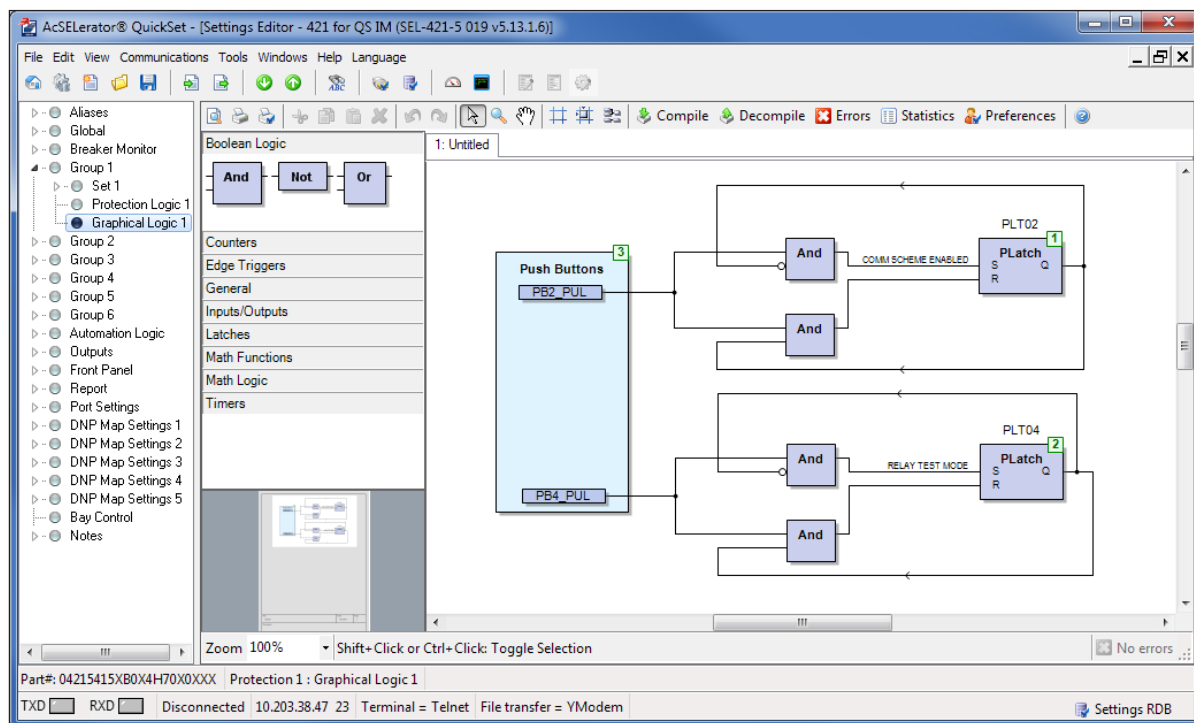 AcSELerator® QuickSet - [Settings Editor - 421 for QS IM (SEL-421-5 019 v5.13.1.6)]
File Edit View Communications Tools Windows Help Language
Aliases
Global
Breaker Monitor
Group 1
Set 1
Protection Logic 1
Graphical Logic 1
Group 2
Group 3
Group 4
Group 5
Group 6
Automation Logic
Outputs
Front Panel
Report
Port Settings
DNP Map Settings 1
DNP Map Settings 2
DNP Map Settings 3
DNP Map Settings 4
DNP Map Settings 5
Bay Control
Notes
Compile Decompile Errors Statistics Preferences
Boolean Logic
And Not Or
Counters
Edge Triggers
General
Inputs/Outputs
Latches
Math Functions
Math Logic
Timers
1: Untitled
3
Push Buttons
PB2_PUL
PB4_PUL
And
COMM SCHEME ENABLED
PLT02
1
PLatch
S Q
R
And
And
RELAY TEST MODE
PLT04
2
PLatch
S Q
R
And
Zoom 100% Shift+Click or Ctrl+Click: Toggle Selection
No errors
Part#: 04215415XB0X4H70X0XXX Protection 1 : Graphical Logic 1
TXD RXD Disconnected 10.203.38.47 23 Terminal = Telnet File transfer = YModem Settings RDB